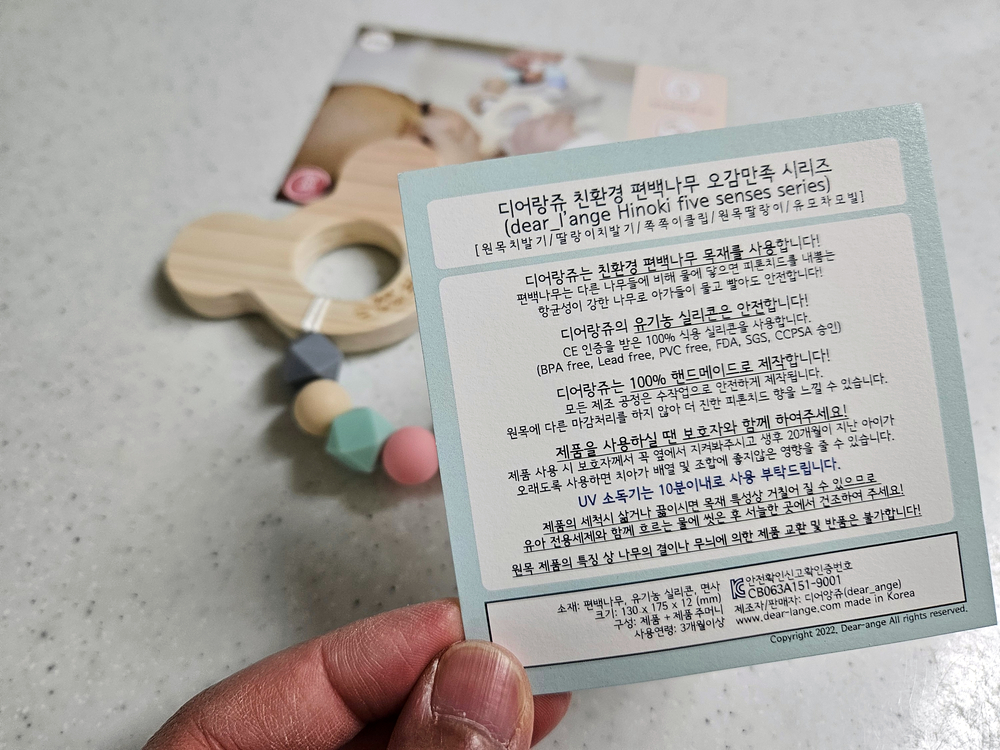 디어랑쥬 친환경 편백나무 오감만족 시리즈
(dear_l'ange Hinoki five senses series)
[원목치발기/딸랑이치발기/쪽쪽이클립/원목딸랑이/유모차모빌]
디어랑쥬는 친환경 편백나무 목재를 사용합니다!
편백나무는 다른 나무들에 비해 물에 닿으면 피톤치드를 내뿜는
항균성이 강한 나무로 아가들이 물고 빨아도 안전합니다!
디어랑쥬의 유기농 실리콘은 안전합니다!
CE 인증을 받은 100% 식용 실리콘을 사용합니다.
(BPA free, Lead free, PVC free, FDA, SGS, CCPSA 승인)
디어랑쥬는 100% 핸드메이드로 제작합니다!
모든 제조 공정은 수작업으로 안전하게 제작됩니다.
원목에 다른 마감처리를 하지 않아 더 진한 피톤치드 향을 느낄 수 있습니다.
제품을 사용하실 땐 보호자와 함께 하여주세요!
제품 사용 시 보호자께서 꼭 옆에서 지켜봐주시고 생후 20개월이 지난 아이가
오래도록 사용하면 치아가 배열 및 조합에 좋지않은 영향을 줄 수 있습니다.
UV 소독기는 10분이내로 사용 부탁드립니다.
제품의 세척시 삶거나 끓이시면 목재 특성상 거칠어 질 수 있으므로
유아 전용세제와 함께 흐르는 물에 씻은 후 서늘한 곳에서 건조하여 주세요!
원목 제품의 특징 상 나무의 결이나 무늬에 의한 제품 교환 및 반품은 불가합니다!
소재: 편백나무, 유기농 실리콘, 면사
크기: 130 x 175 x 12 (mm)
구성: 제품 + 제품주머니
사용연령: 3개월이상
안전확인신고확인증번호
CB063A151-9001
제조자/판매자: 디어앙쥬(dear_ange)
www.dear-lange.com made in Korea
Copyright 2022. Dear-ange All rights reserved.